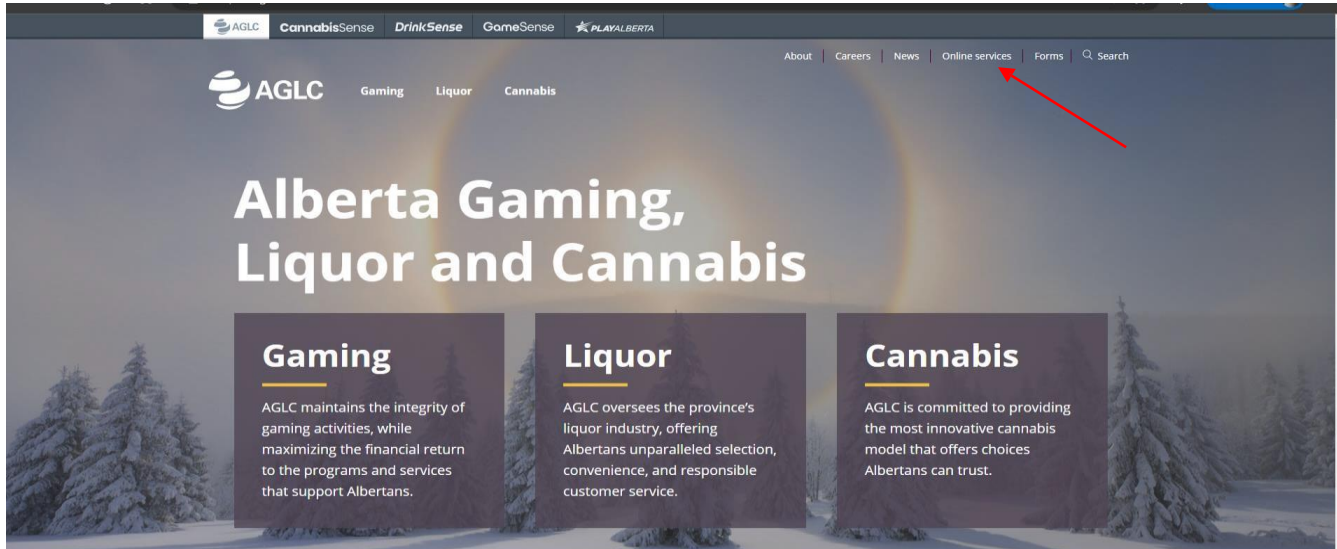 AGLC CannabisSense DrinkSense GameSense PLAYALBERTA
About Careers News Online services Forms Search
AGLC Gaming Liquor Cannabis
Alberta Gaming,
Liquor and Cannabis
Gaming
AGLC maintains the integrity of
gaming activities, while
maximizing the financial return
to the programs and services
that support Albertans.
Liquor
AGLC oversees the province's
liquor industry, offering
Albertans unparalleled selection,
convenience, and responsible
customer service.
Cannabis
AGLC is committed to providing
the most innovative cannabis
model that offers choices
Albertans can trust.